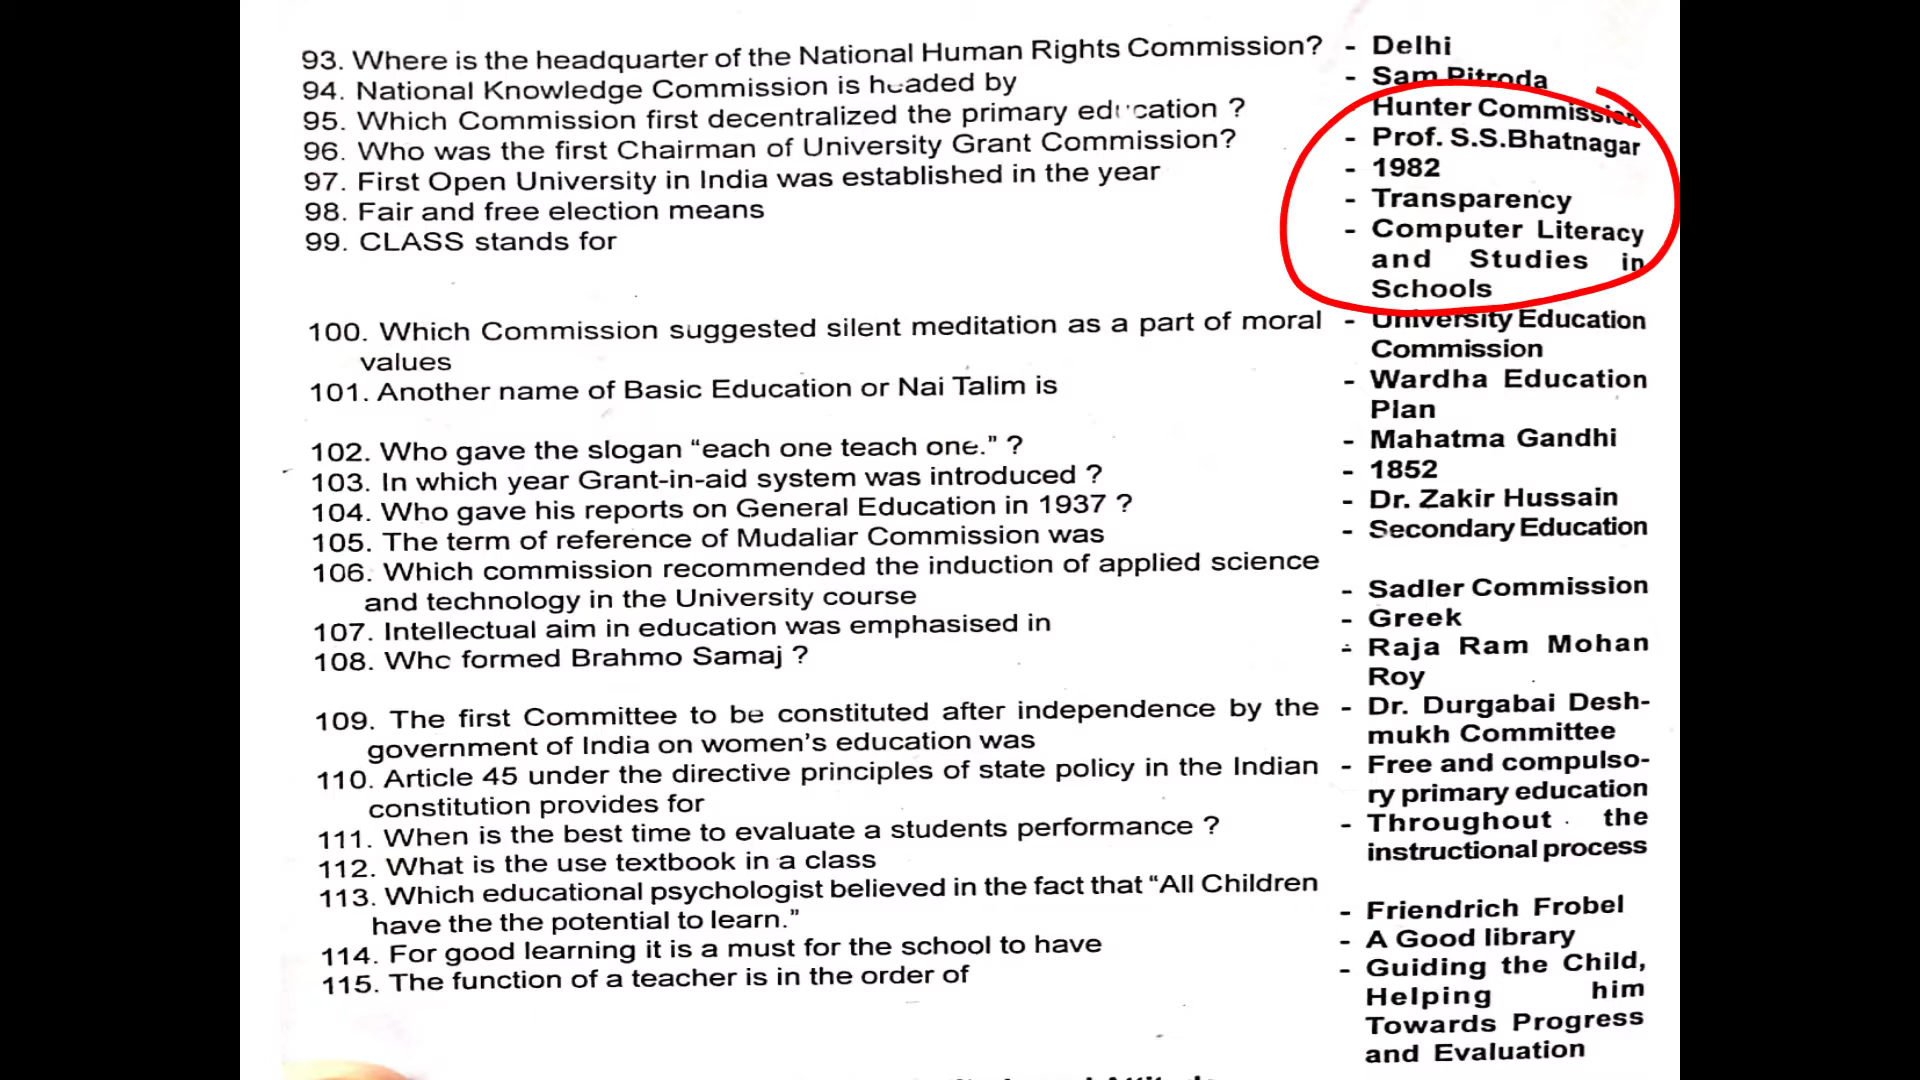 93. Where is the headquarter of the National Human Rights Commission? - Delhi
94. National Knowledge Commission is headed by - Sam Pitroda
95. Which Commission first decentralized the primary education ? Hunter Commission
96. Who was the first Chairman of University Grant Commission? - Prof. S.S.Bhatnagar
97. First Open University in India was established in the year - 1982
98. Fair and free election means - Transparency
99. CLASS stands for - Computer Literacy
and Studies in
Schools
100. Which Commission suggested silent meditation as a part of moral - University Education
values Commission
101. Another name of Basic Education or Nai Talim is - Wardha Education
Plan
102. Who gave the slogan “each one teach one.” ? - Mahatma Gandhi
103. In which year Grant-in-aid system was introduced ? - 1852
104. Who gave his reports on General Education in 1937 ? - Dr. Zakir Hussain
105. The term of reference of Mudaliar Commission was - Secondary Education
106. Which commission recommended the induction of applied science
and technology in the University course - Sadler Commission
107. Intellectual aim in education was emphasised in - Greek
108. Whc formed Brahmo Samaj ? - Raja Ram Mohan
Roy
109. The first Committee to be constituted after independence by the - Dr. Durgabai Desh-
government of India on women’s education was mukh Committee
110. Article 45 under the directive principles of state policy in the Indian - Free and compulso-
constitution provides for ry primary education
111. When is the best time to evaluate a students performance ? - Throughout the
112. What is the use textbook in a class instructional process
113. Which educational psychologist believed in the fact that “All Children
have the the potential to learn.” - Friendrich Frobel
114. For good learning it is a must for the school to have - A Good library
115. The function of a teacher is in the order of - Guiding the Child,
Helping him
Towards Progress
and Evaluation